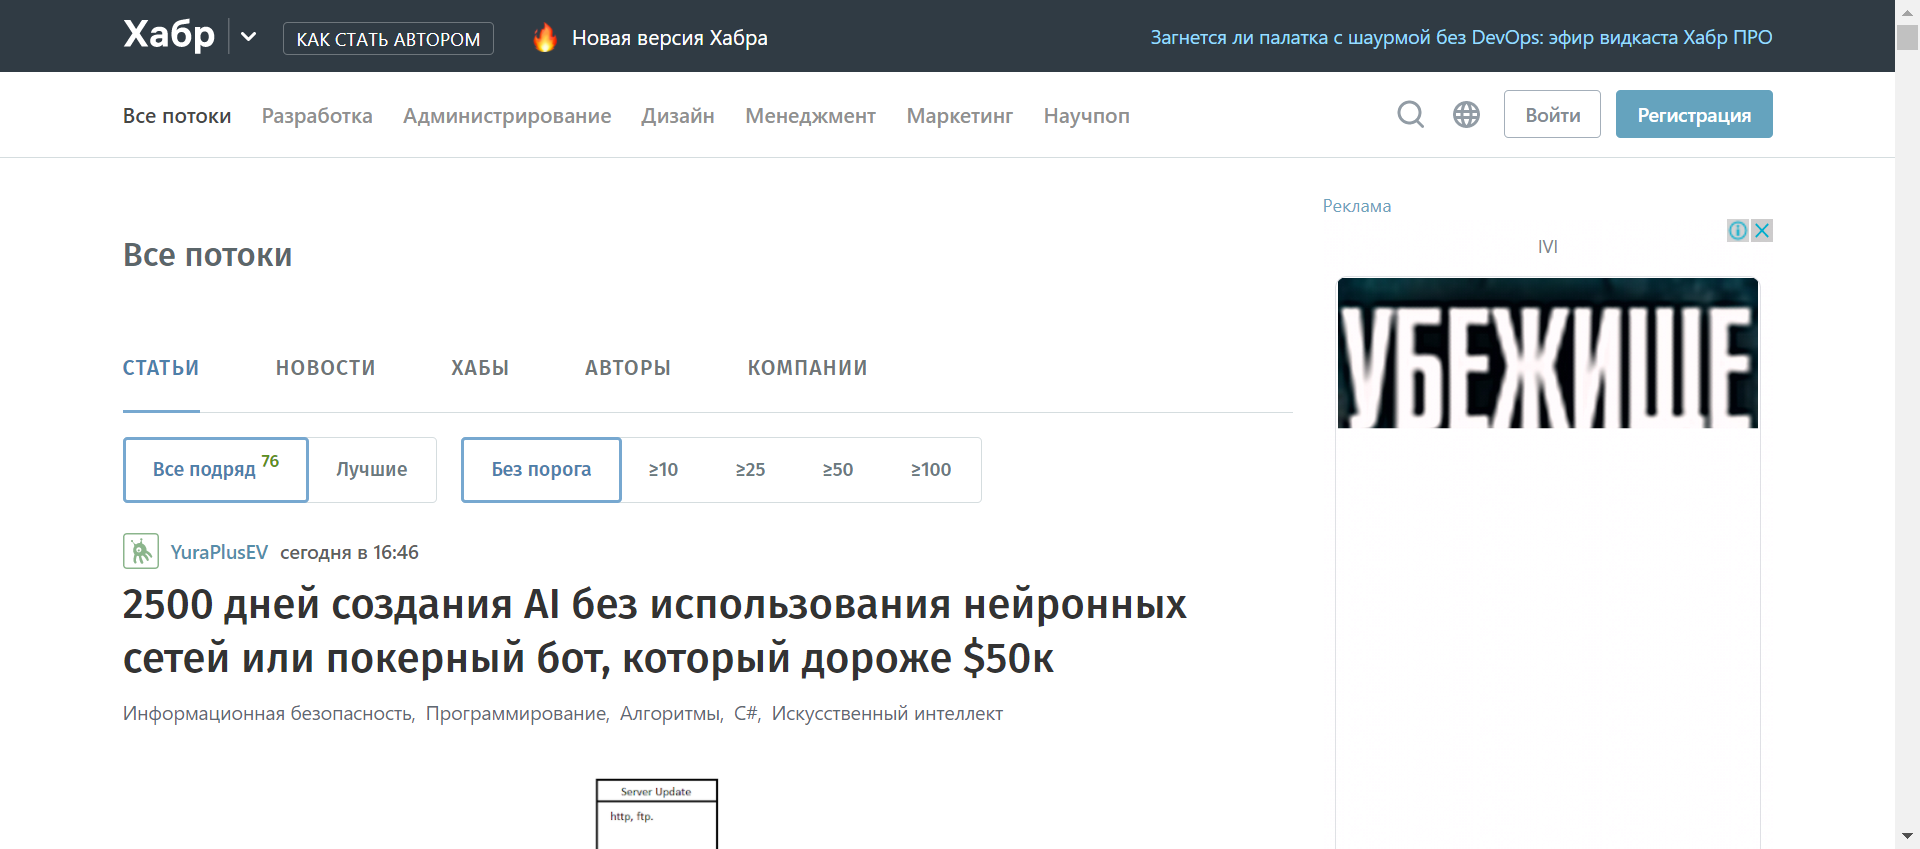 Хабр
КАК СТАТЬ АВТОРОМ
Новая версия Хабра
Загнется ли палатка с шаурмой без DevOps: эфир видкаста Хабр ПРО
Все потоки Разработка Администрирование Дизайн Менеджмент Маркетинг Научпоп
Войти
Регистрация
Реклама
IVI
УБЕЖИЩЕ
Все потоки
СТАТЬИ НОВОСТИ ХАБЫ АВТОРЫ КОМПАНИИ
Все подряд 76 Лучшие Без порога ≥10 ≥25 ≥50 ≥100
YuraPlusEV сегодня в 16:46
2500 дней создания AI без использования нейронных
сетей или покерный бот, который дороже $50к
Информационная безопасность, Программирование, Алгоритмы, C#, Искусственный интеллект
Server Update
http, ftp.